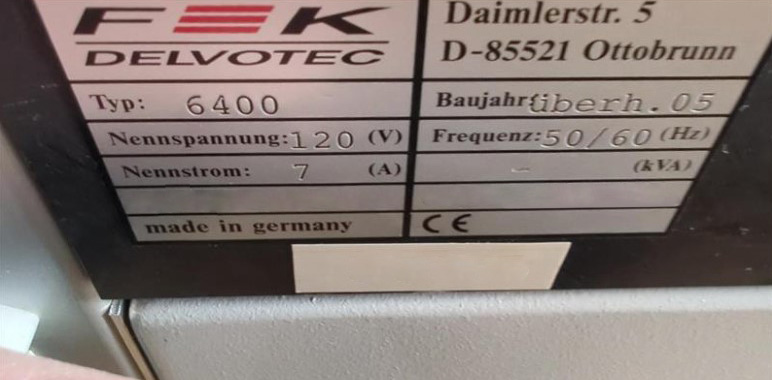 F&K Daimlerstr. 5
DELVOTEC D-85521 Ottobrunn
Typ: 6400 Baujahr: überh. 05
Nennspannung: 120 (V) Frequenz: 50/60 (Hz)
Nennstrom: 7 (A) - (kVA)
made in germany CE